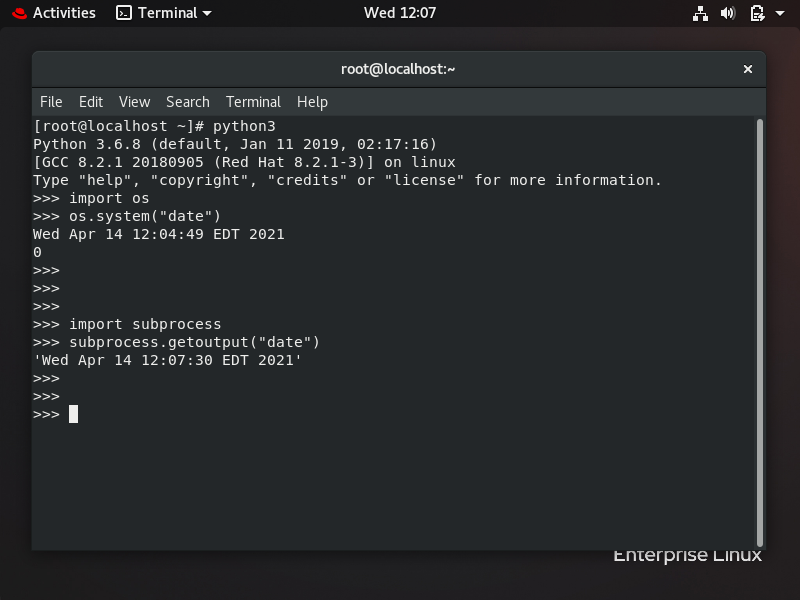 Activities Terminal Wed 12:07
root@localhost:~ ×
File Edit View Search Terminal Help
[root@localhost ~]# python3
Python 3.6.8 (default, Jan 11 2019, 02:17:16)
[GCC 8.2.1 20180905 (Red Hat 8.2.1-3)] on linux
Type "help", "copyright", "credits" or "license" for more information.
>>> import os
>>> os.system("date")
Wed Apr 14 12:04:49 EDT 2021
0
>>>
>>>
>>>
>>> import subprocess
>>> subprocess.getoutput("date")
'Wed Apr 14 12:07:30 EDT 2021'
>>>
>>>
>>>
Enterprise Linux